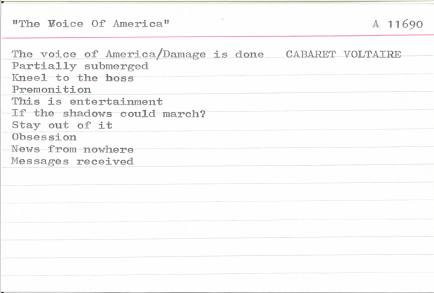 "The Voice Of America" A 11690
The voice of America/Damage is done CABARET VOLTAIRE
Partially submerged
Kneel to the boss
Premonition
This is entertainment
If the shadows could march?
Stay out of it
Obsession
News from nowhere
Messages received